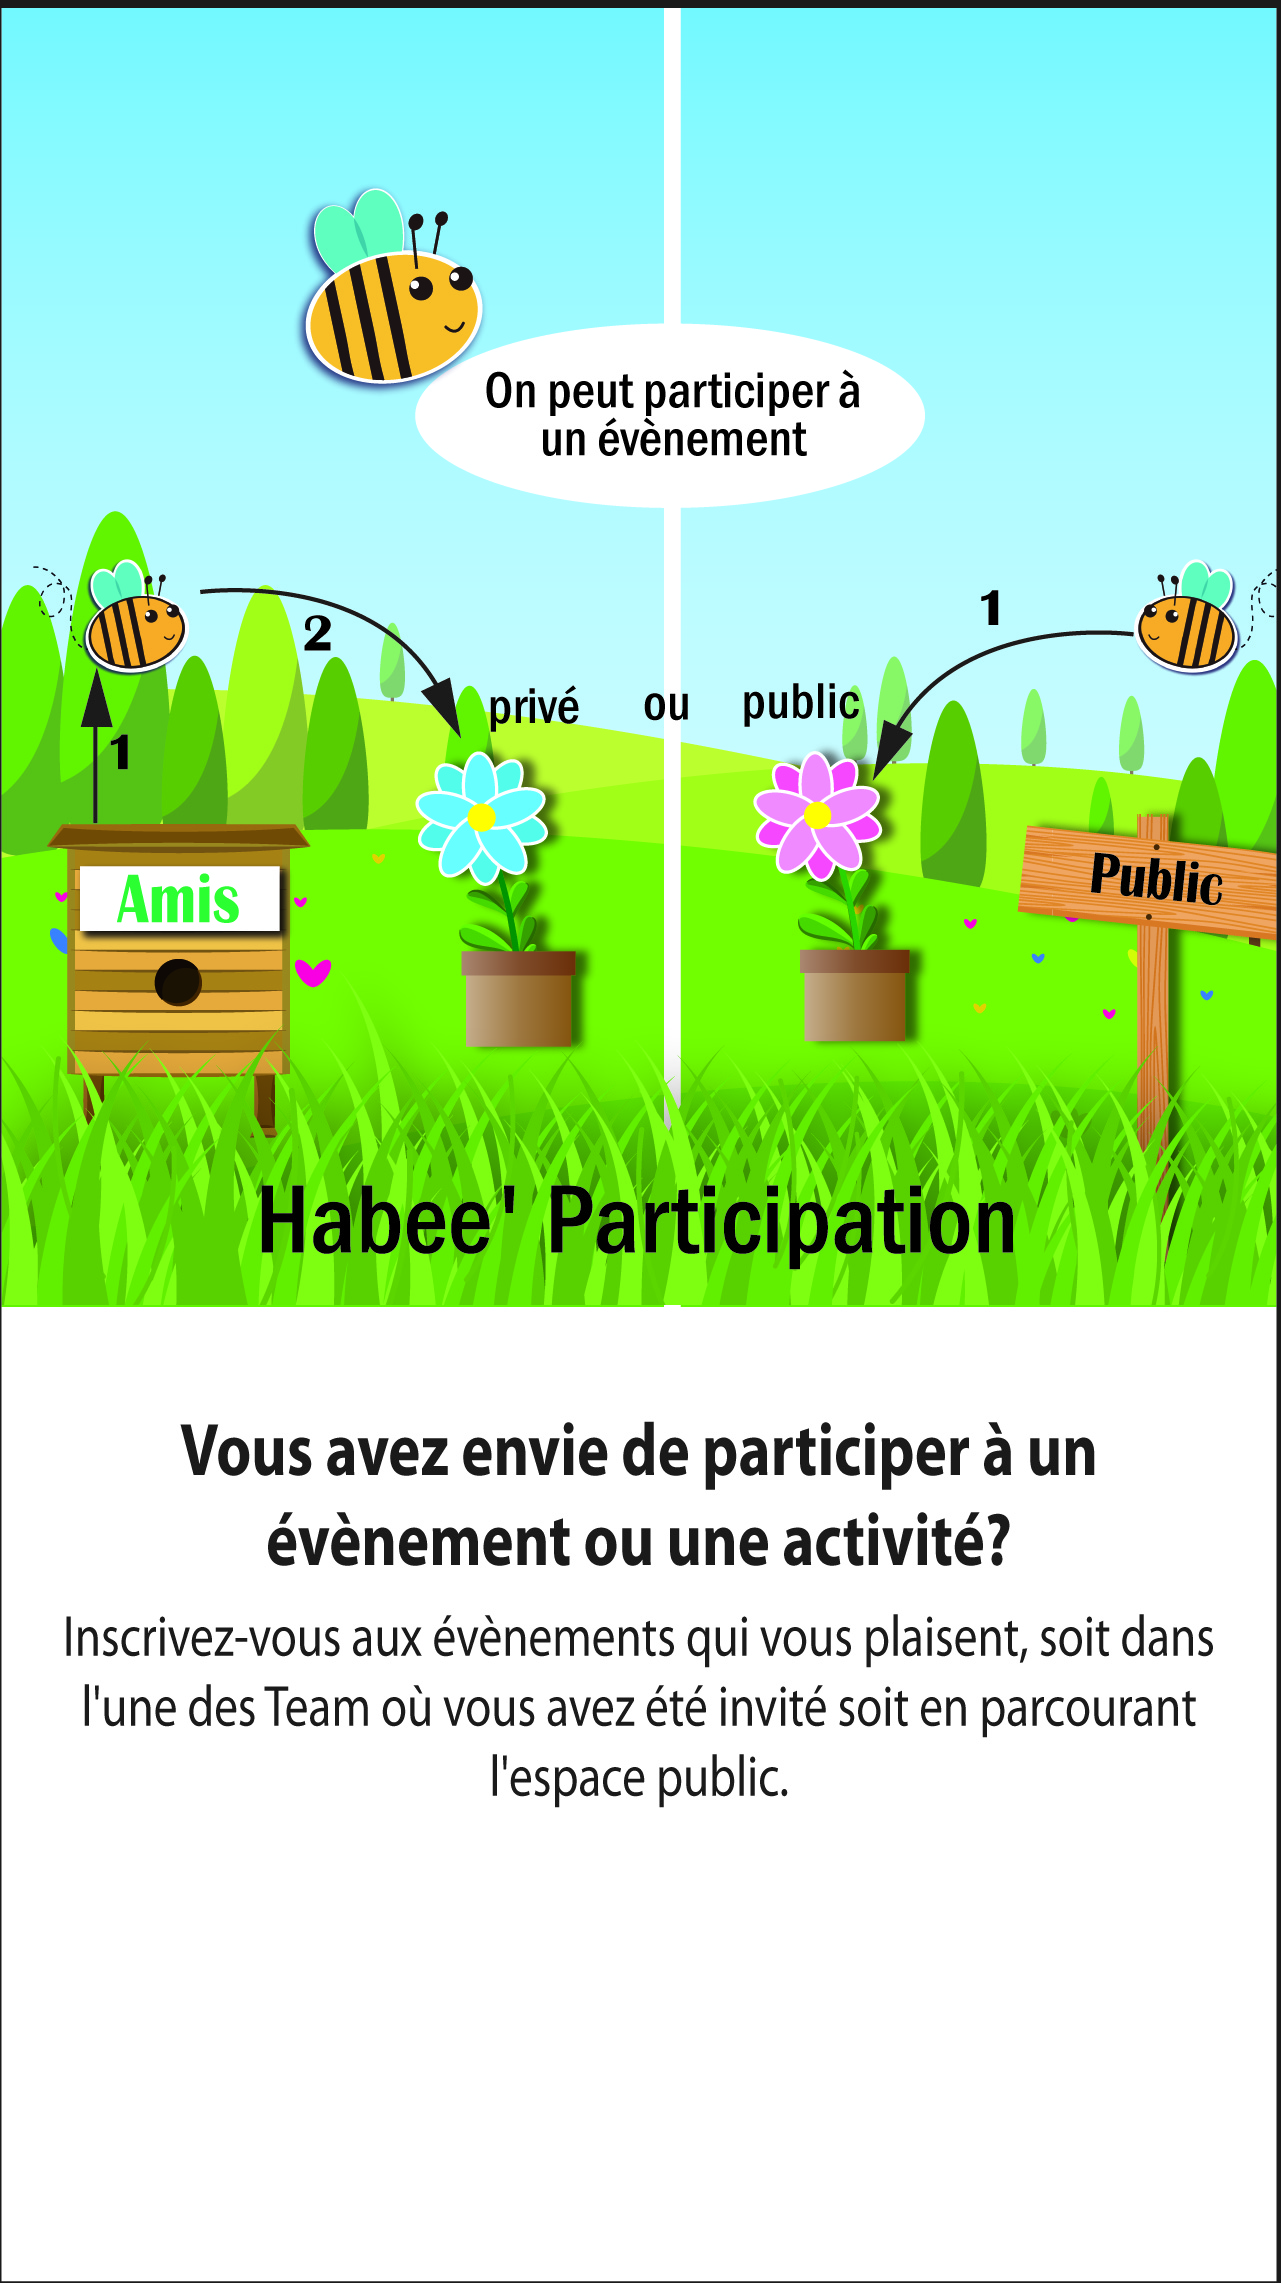 On peut participer à
un évènement
1
2
privé ou public
1
Amis
Public
Habee' Participation
Vous avez envie de participer à un
évènement ou une activité?
Inscrivez-vous aux évènements qui vous plaisent, soit dans
l'une des Team où vous avez été invité soit en parcourant
l'espace public.